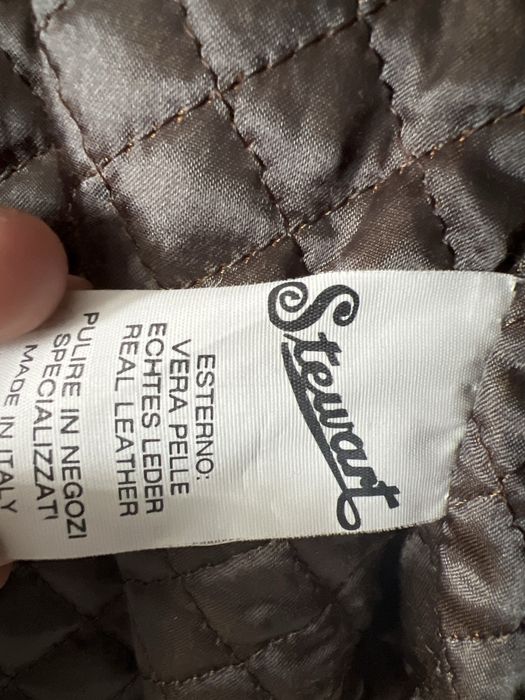 Stewart
ESTERNO:
VERA PELLE
ECHTES LEDER
REAL LEATHER
PULIRE IN NEGOZI
SPECIALIZZATI
MADE IN ITALY